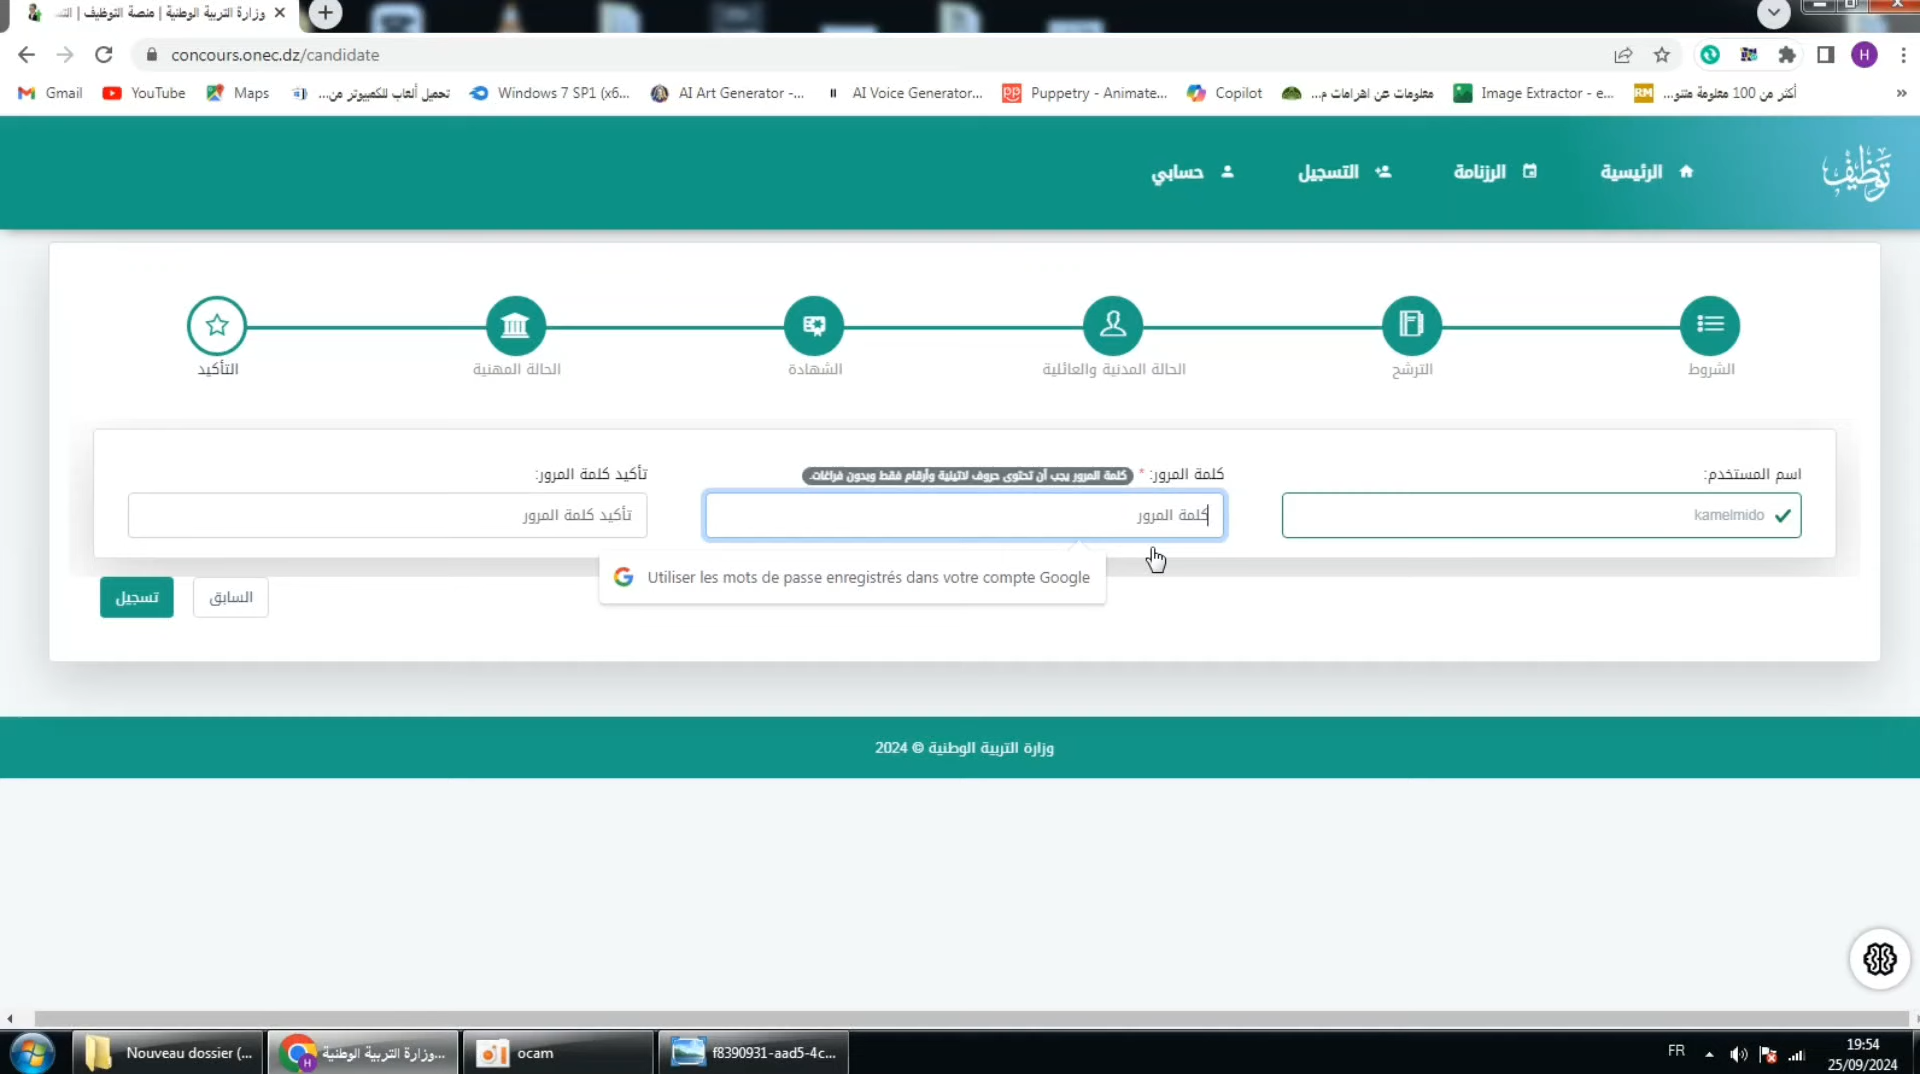 وزارة التربية الوطنية | منصة التوظيف | الت
concours.onec.dz/candidate
H
Gmail
YouTube
Maps
تحميل ألعاب للكمبيوتر من...
Windows 7 SP1 (x6...
AI Art Generator -...
AI Voice Generator...
Puppetry - Animate...
Copilot
معلومات عن اهرامات م...
Image Extractor - e...
RM
أكثر من 100 معلومة متنو...
»
توظيف
الرئيسية
الرزنامة
التسجيل
حسابي
الشروط
الترشح
الحالة المدنية والعائلية
الشهادة
الحالة المهنية
التأكيد
اسم المستخدم:
kamelmido
كلمة المرور: * كلمة المرور يجب أن تحتوي حروف لاتينية وأرقام فقط وبدون فراغات.
كلمة المرور
تأكيد كلمة المرور:
تأكيد كلمة المرور
Utiliser les mots de passe enregistrés dans votre compte Google
السابق
تسجيل
وزارة التربية الوطنية © 2024
Nouveau dossier (...
وزارة التربية الوطنية...
ocam
f8390931-aad5-4c...
FR
19:54
25/09/2024